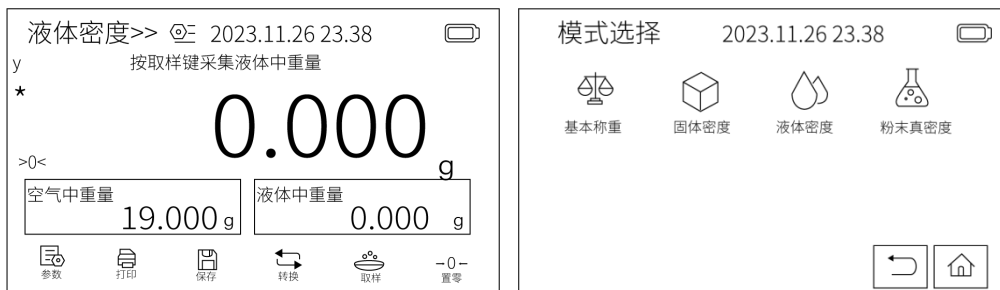 液体密度>> 2023.11.26 23.38
y 按取样键采集液体中重量
*
0.000 g
>0<
空气中重量
19.000 g
液体中重量
0.000 g
参数 打印 保存 转换 取样 -0- 置零
模式选择 2023.11.26 23.38
基本称重 固体密度 液体密度 粉末真密度